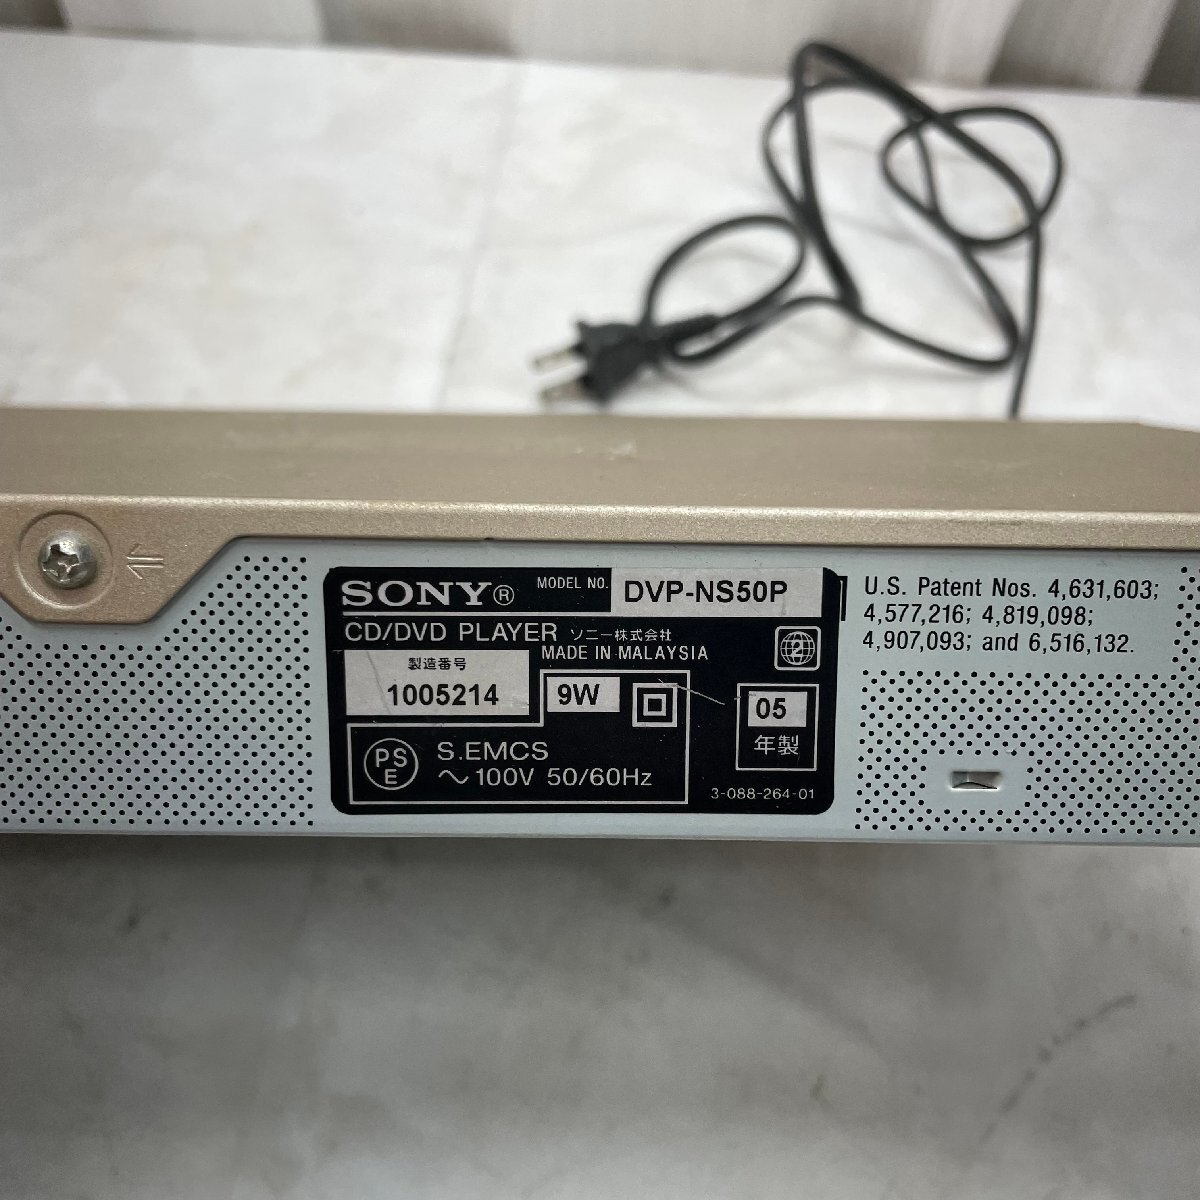 SONY® MODEL NO. DVP-NS50P
CD/DVD PLAYER ソニー株式会社
MADE IN MALAYSIA
2
製造番号
1005214
9W
05
年製
PS
E
S.EMCS
～100V 50/60Hz
3-088-264-01
U.S. Patent Nos. 4,631,603;
4,577,216; 4,819,098;
4,907,093; and 6,516,132.